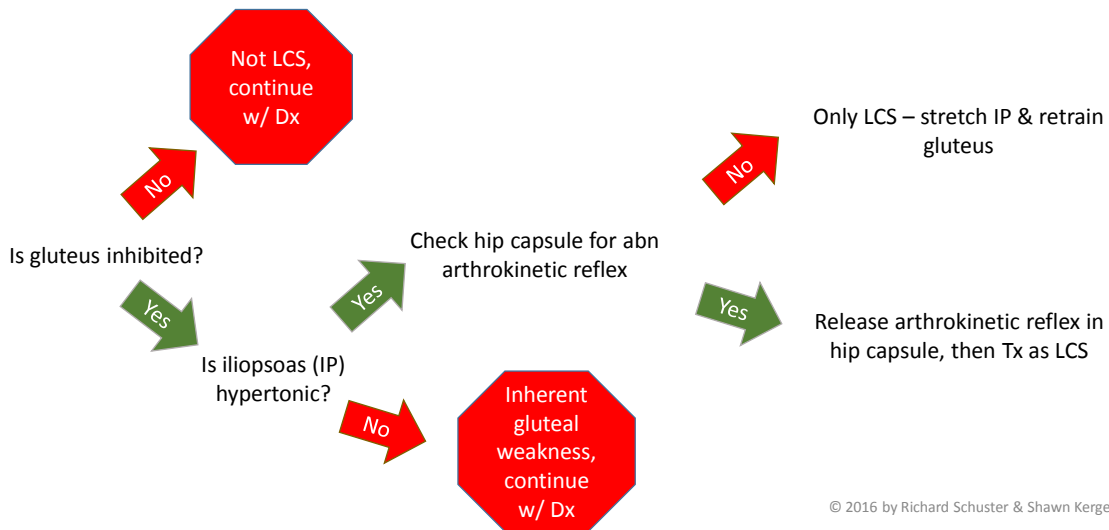 Not LCS,
continue
w/ Dx
No
Is gluteus inhibited?
Yes
Is iliopsoas (IP)
hypertonic?
Yes
No
Inherent
gluteal
weakness,
continue
w/ Dx
Check hip capsule for abn
arthrokinetic reflex
No
Only LCS – stretch IP & retrain
gluteus
Yes
Release arthrokinetic reflex in
hip capsule, then Tx as LCS
© 2016 by Richard Schuster & Shawn Kerger